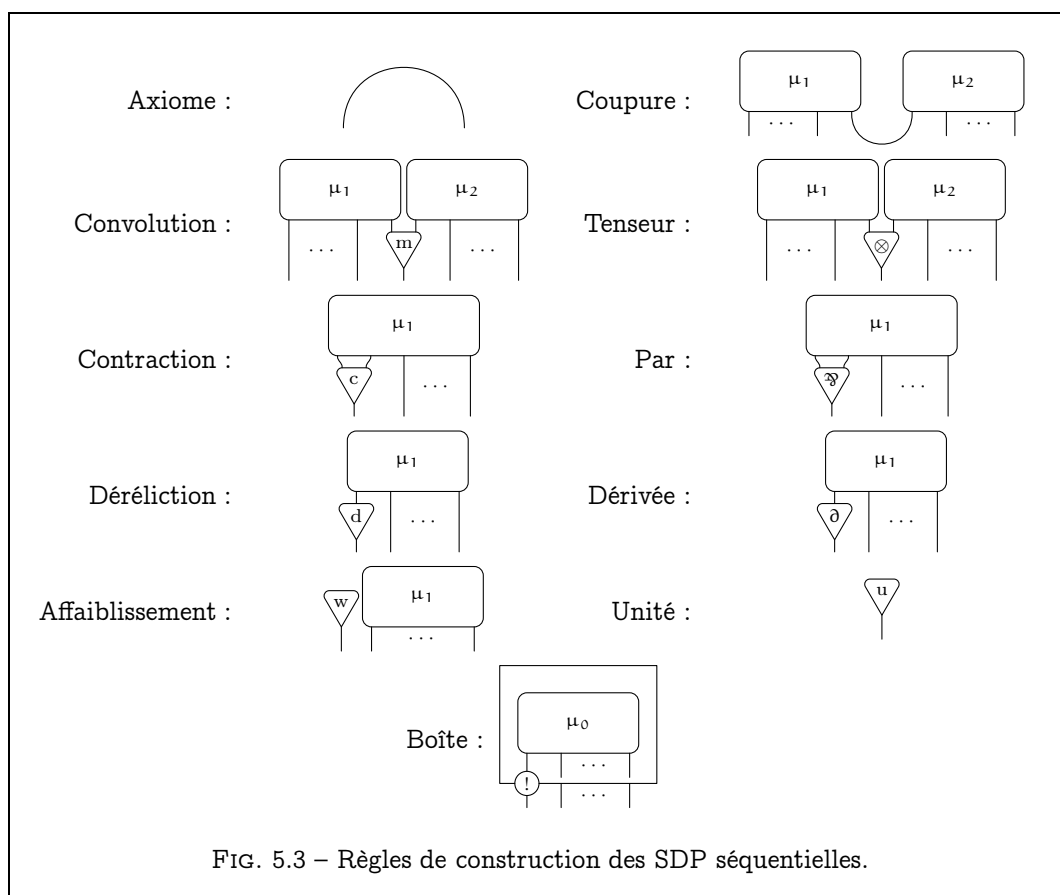 Axiome :
Coupure :
μ₁ μ₂
... ...
Convolution :
μ₁ μ₂
... m ...
Tenseur :
μ₁ μ₂
... ⊗ ...
Contraction :
μ₁
c ...
Par :
μ₁
⅋ ...
Déréliction :
μ₁
d ...
Dérivée :
μ₁
∂ ...
Affaiblissement :
w μ₁
...
Unité :
u
Boîte :
μ₀
...
! ...
FIG. 5.3 – Règles de construction des SDP séquentielles.